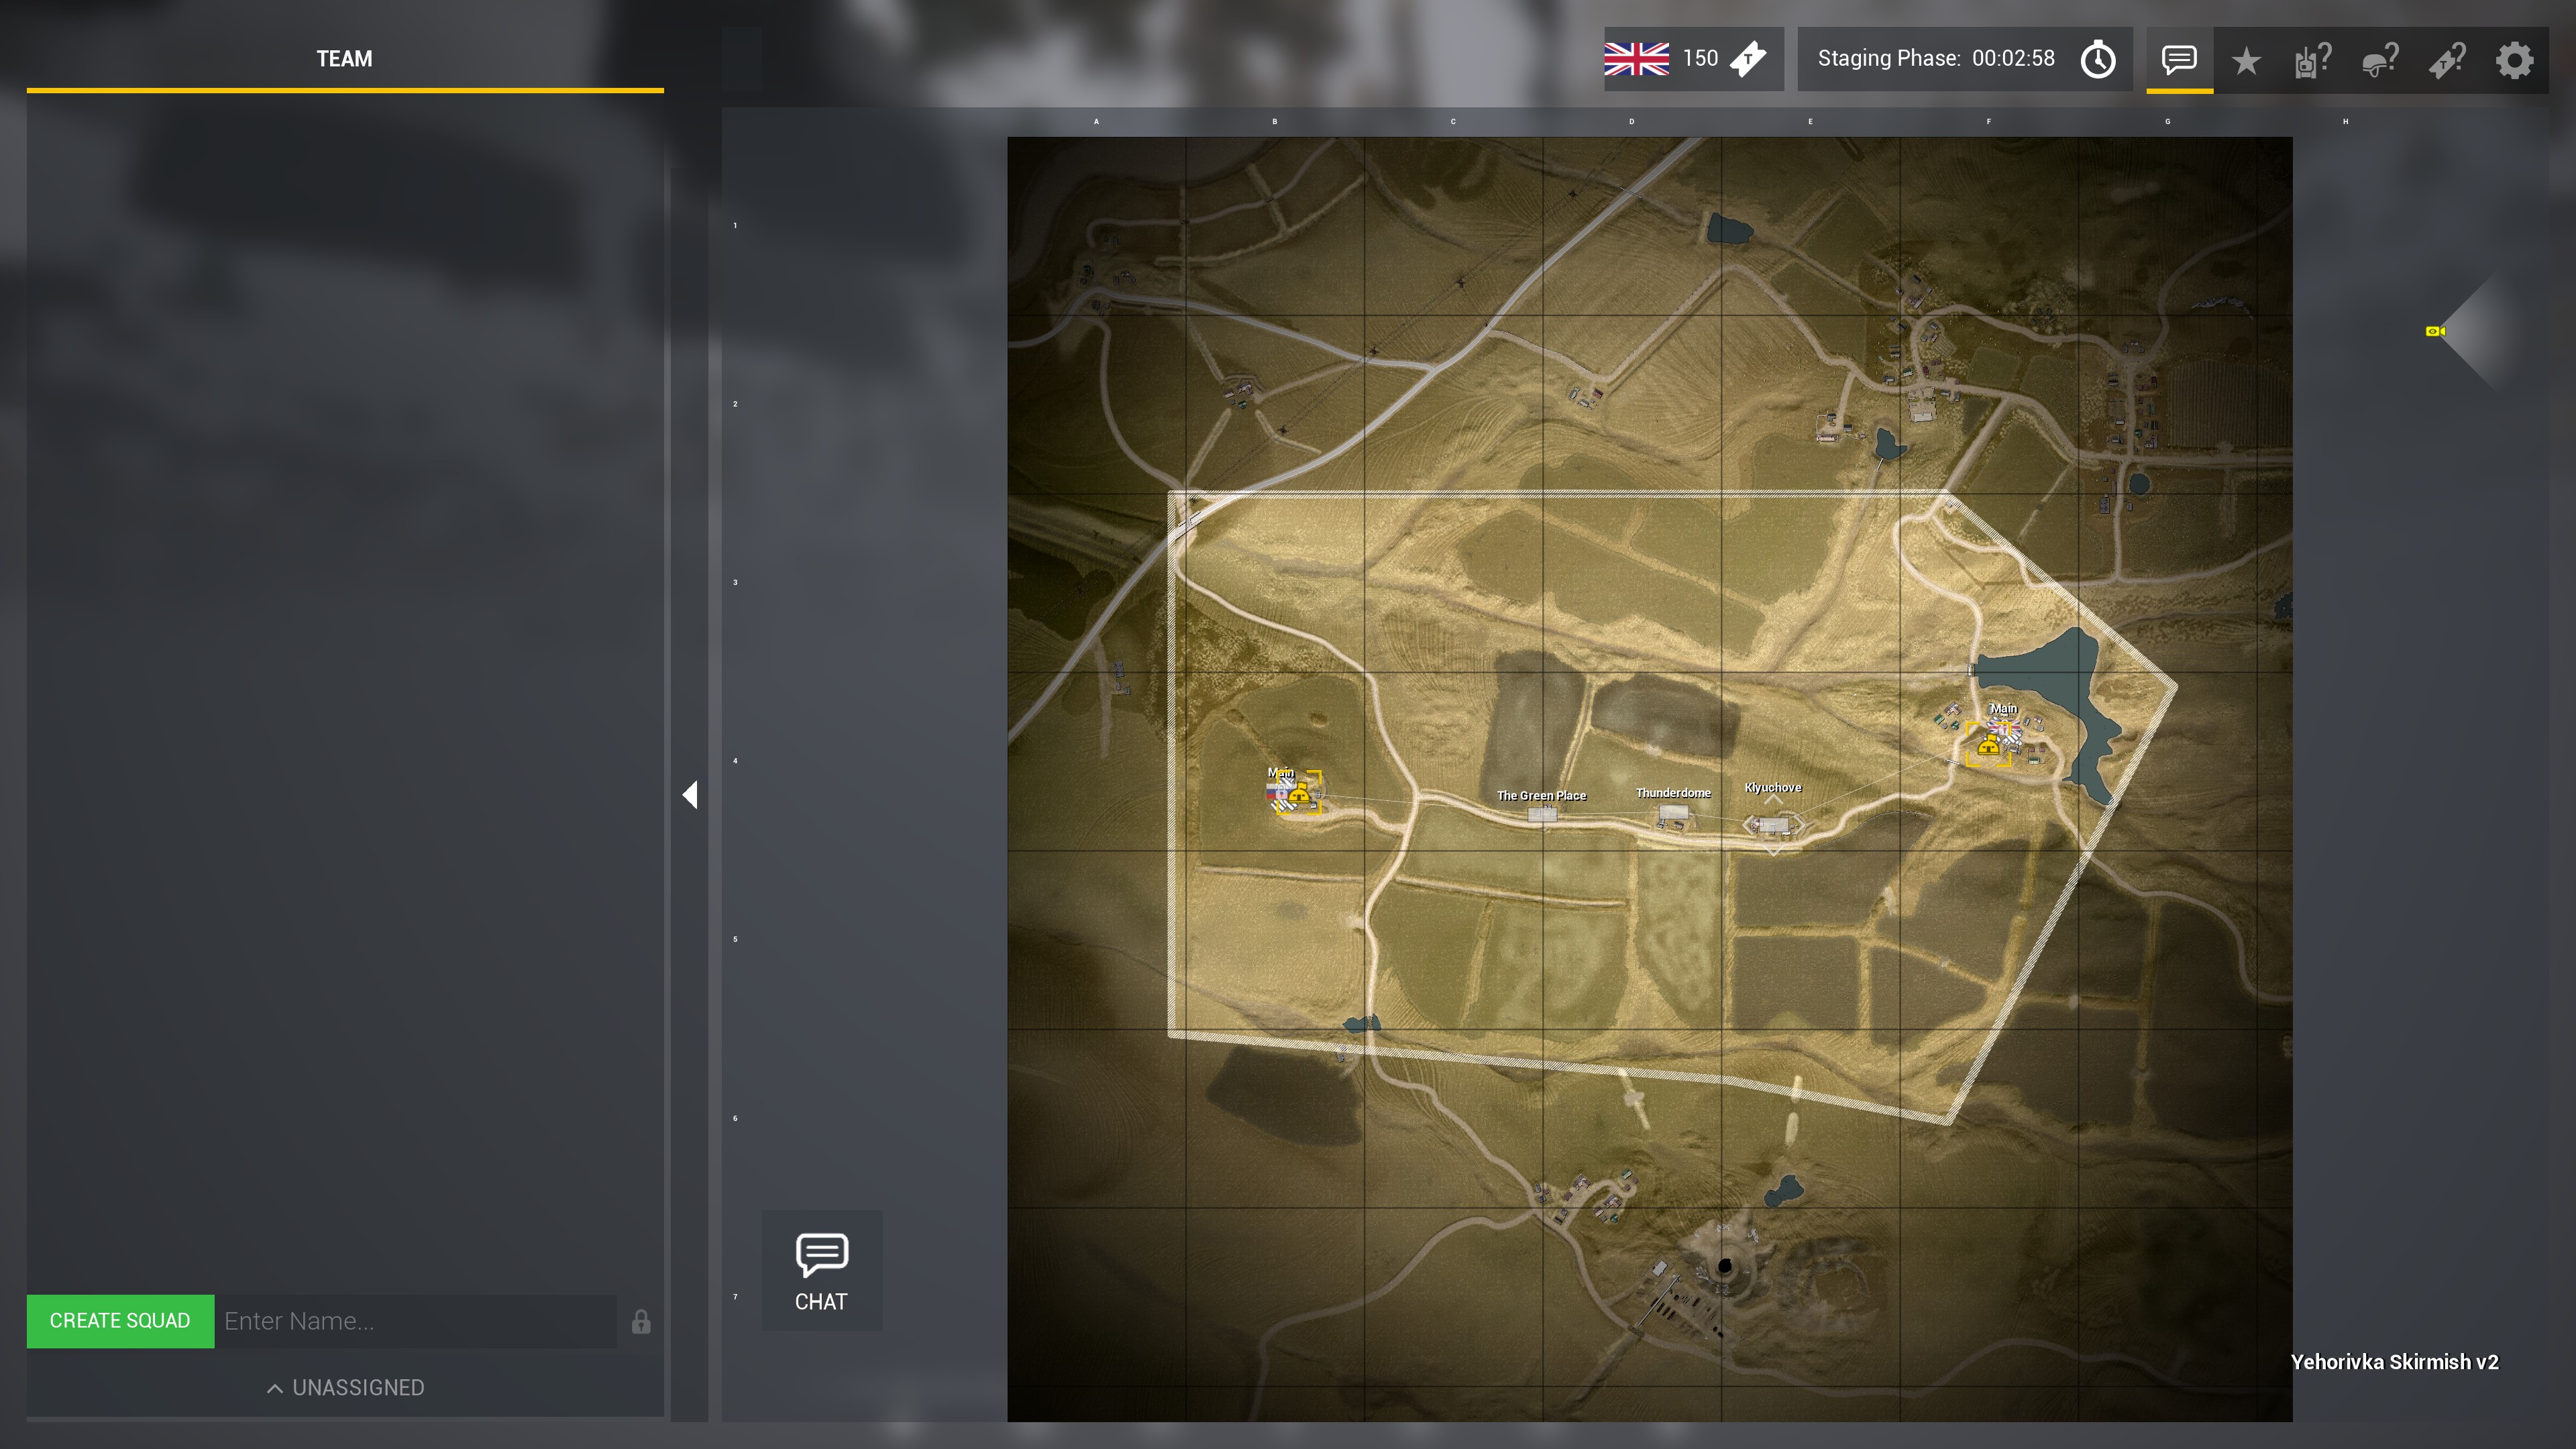 TEAM
150
T
Staging Phase: 00:02:58
?
?
T?
A B C D E F G H
1
2
3
4
5
6
7
Main
Main
The Green Place
Thunderdome
Klyuchove
CHAT
CREATE SQUAD
Enter Name...
UNASSIGNED
Yehorivka Skirmish v2